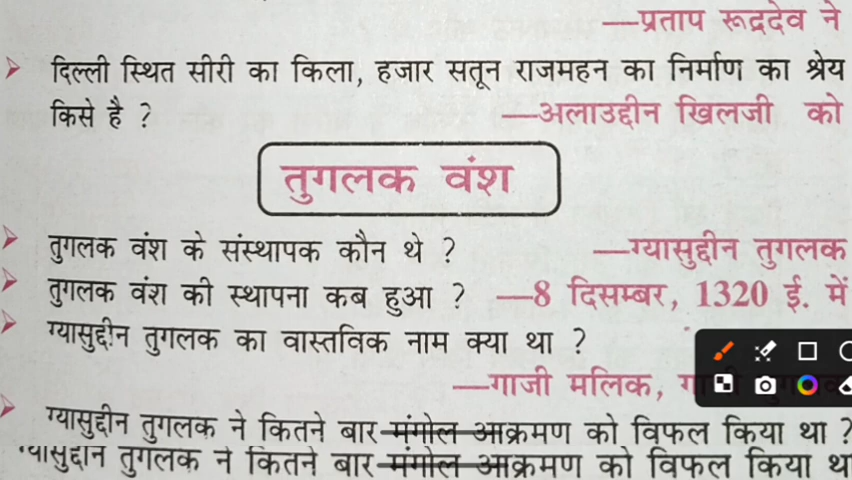 —प्रताप रूद्रदेव ने
दिल्ली स्थित सीरी का किला, हजार सतून राजमहन का निर्माण का श्रेय
किसे है ? —अलाउद्दीन खिलजी को
तुगलक वंश
तुगलक वंश के संस्थापक कौन थे ? —ग्यासुद्दीन तुगलक
तुगलक वंश की स्थापना कब हुआ ? —8 दिसम्बर, 1320 ई. में
ग्यासुद्दीन तुगलक का वास्तविक नाम क्या था ?
—गाजी मलिक,
ग्यासुद्दीन तुगलक ने कितने बार मंगोल आक्रमण को विफल किया था ?
तुगलक ने कितने बार मंगोल आक्रमण को विफल किया